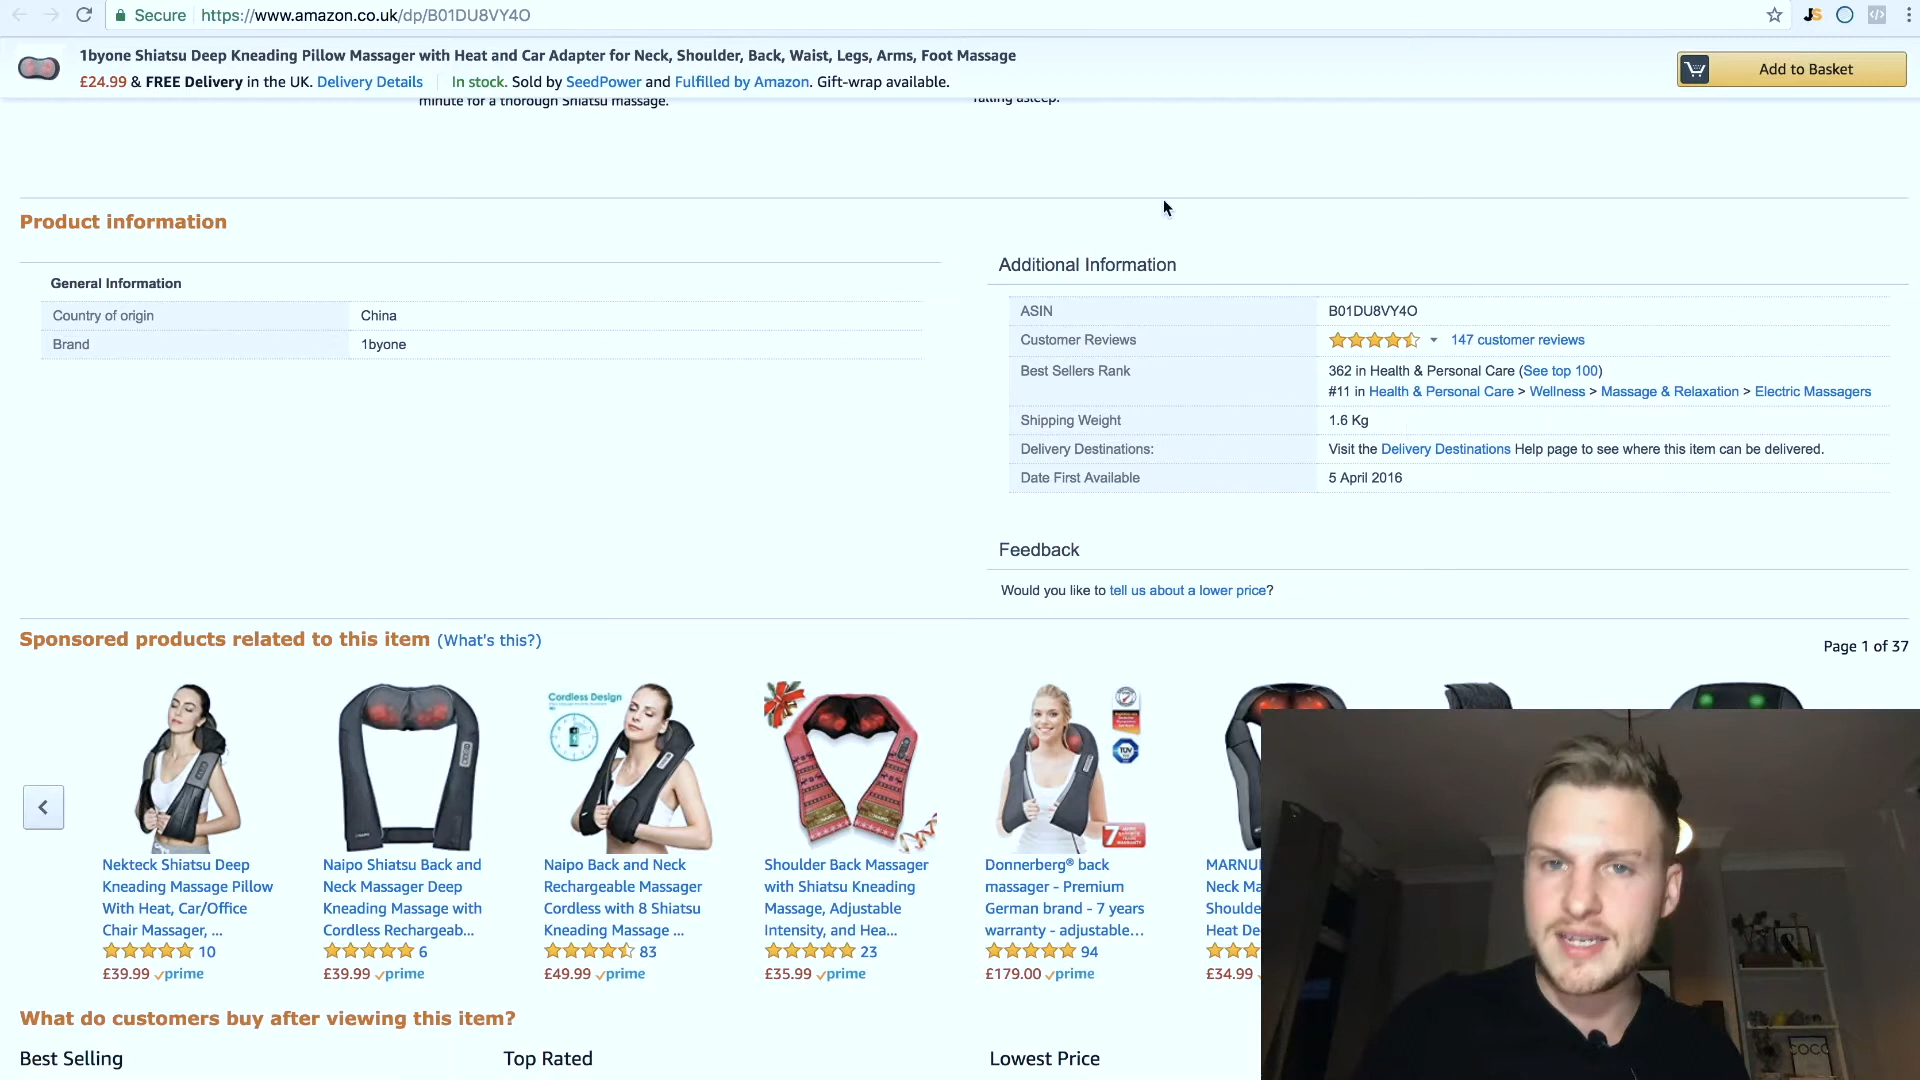 Secure https://www.amazon.co.uk/dp/B01DU8VY4O
1byone Shiatsu Deep Kneading Pillow Massager with Heat and Car Adapter for Neck, Shoulder, Back, Waist, Legs, Arms, Foot Massage
£24.99 & FREE Delivery in the UK. Delivery Details In stock. Sold by SeedPower and Fulfilled by Amazon. Gift-wrap available.
Add to Basket
minute for a thorough Shiatsu massage.
falling asleep.
Product information
General Information
Country of origin China
Brand 1byone
Additional Information
ASIN B01DU8VY4O
Customer Reviews 147 customer reviews
Best Sellers Rank 362 in Health & Personal Care (See top 100)
#11 in Health & Personal Care > Wellness > Massage & Relaxation > Electric Massagers
Shipping Weight 1.6 Kg
Delivery Destinations: Visit the Delivery Destinations Help page to see where this item can be delivered.
Date First Available 5 April 2016
Feedback
Would you like to tell us about a lower price?
Sponsored products related to this item (What's this?)
Page 1 of 37
Cordless Design
Nekteck Shiatsu Deep
Kneading Massage Pillow
With Heat, Car/Office
Chair Massager, ...
10
£39.99 prime
Naipo Shiatsu Back and
Neck Massager Deep
Kneading Massage with
Cordless Rechargeab...
6
£39.99 prime
Naipo Back and Neck
Rechargeable Massager
Cordless with 8 Shiatsu
Kneading Massage ...
83
£49.99 prime
Shoulder Back Massager
with Shiatsu Kneading
Massage, Adjustable
Intensity, and Hea...
23
£35.99 prime
Donnerberg® back
massager - Premium
German brand - 7 years
warranty - adjustable...
94
£179.00 prime
MARNU
Neck Ma
Shoulde
Heat De
£34.99
What do customers buy after viewing this item?
Best Selling
Top Rated
Lowest Price